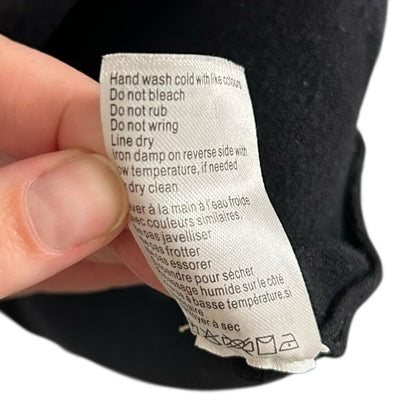 Hand wash cold with like colours
Do not bleach
Do not rub
Do not wring
Line dry
Iron damp on reverse side with
low temperature, if needed
dry clean
à la main à l'eau froide
avec couleurs similaires,
pas javelliser
pas frotter
pas essorer
pour sécher
humide sur le côté
à basse température, si
à sec